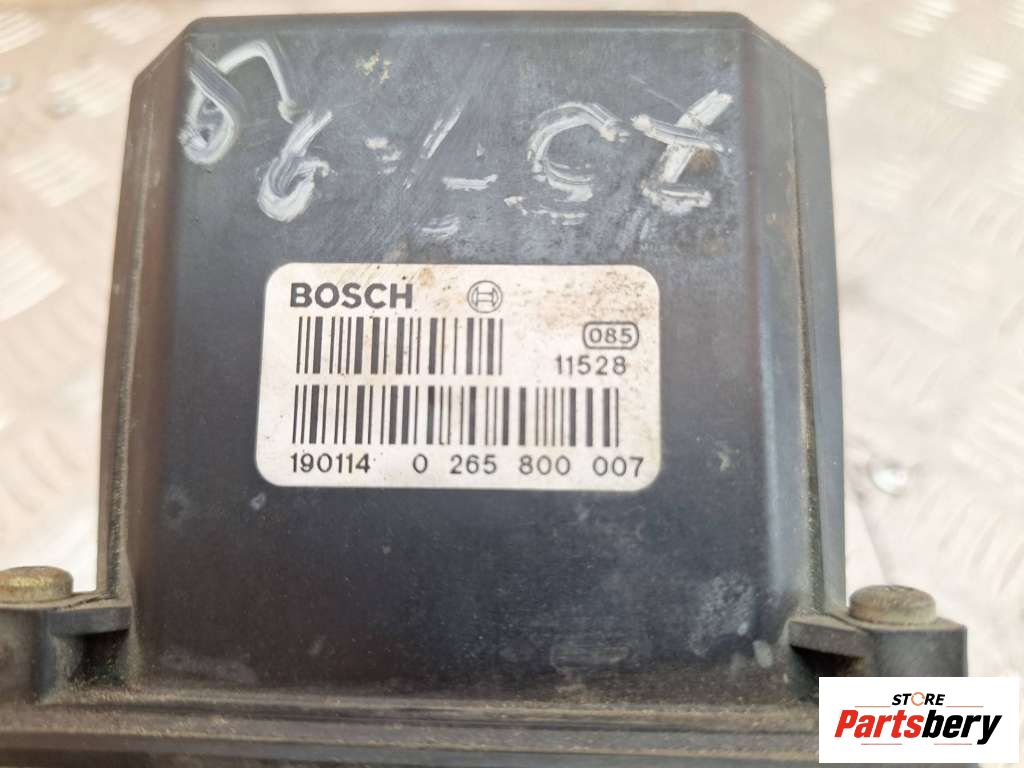 BOSCH
085
11528
190114 0 265 800 007
STORE
Partsbery